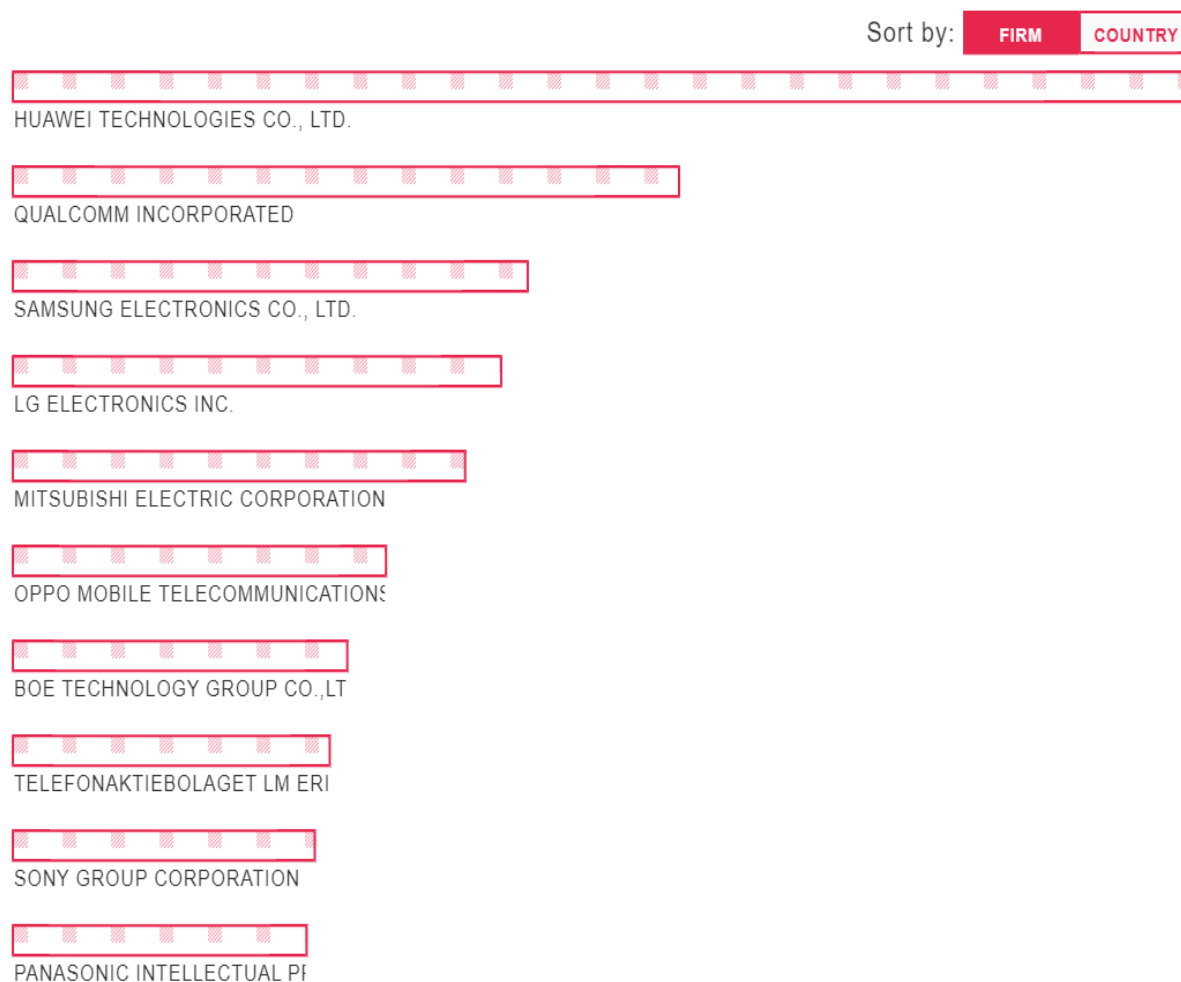 Sort by: FIRM COUNTRY
HUAWEI TECHNOLOGIES CO., LTD.
QUALCOMM INCORPORATED
SAMSUNG ELECTRONICS CO., LTD.
LG ELECTRONICS INC.
MITSUBISHI ELECTRIC CORPORATION
OPPO MOBILE TELECOMMUNICATIONS
BOE TECHNOLOGY GROUP CO.,LT
TELEFONAKTIEBOLAGET LM ERI
SONY GROUP CORPORATION
PANASONIC INTELLECTUAL PR